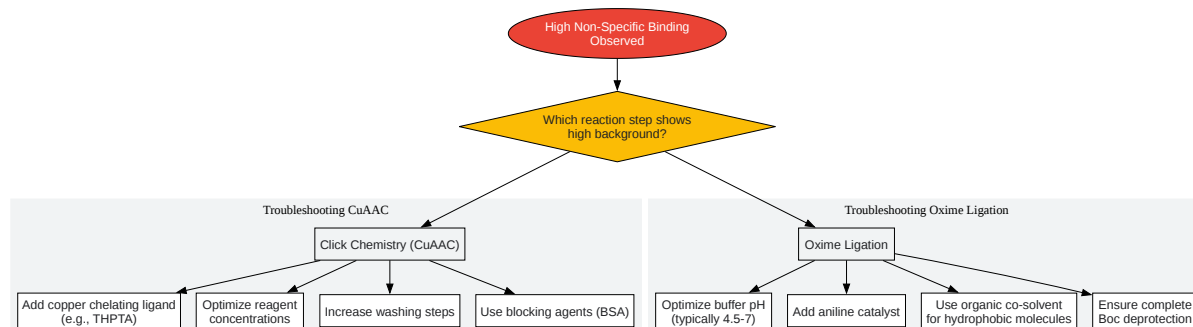 High Non-Specific Binding
Observed
Which reaction step shows
high background?
Troubleshooting CuAAC
Troubleshooting Oxime Ligation
Click Chemistry (CuAAC)
Oxime Ligation
Add copper chelating ligand
(e.g., THPTA)
Optimize reagent
concentrations
Increase washing steps
Use blocking agents (BSA)
Optimize buffer pH
(typically 4.5-7)
Add aniline catalyst
Use organic co-solvent
for hydrophobic molecules
Ensure complete
Boc deprotection